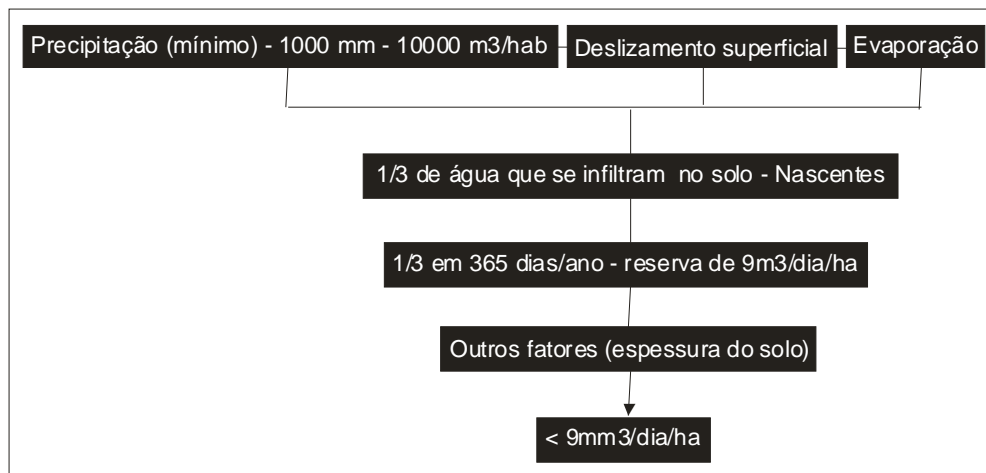 Precipitação (mínimo) - 1000 mm - 10000 m3/hab
Deslizamento superficial
Evaporação
1/3 de água que se infiltram no solo - Nascentes
1/3 em 365 dias/ano - reserva de 9m3/dia/ha
Outros fatores (espessura do solo)
< 9mm3/dia/ha